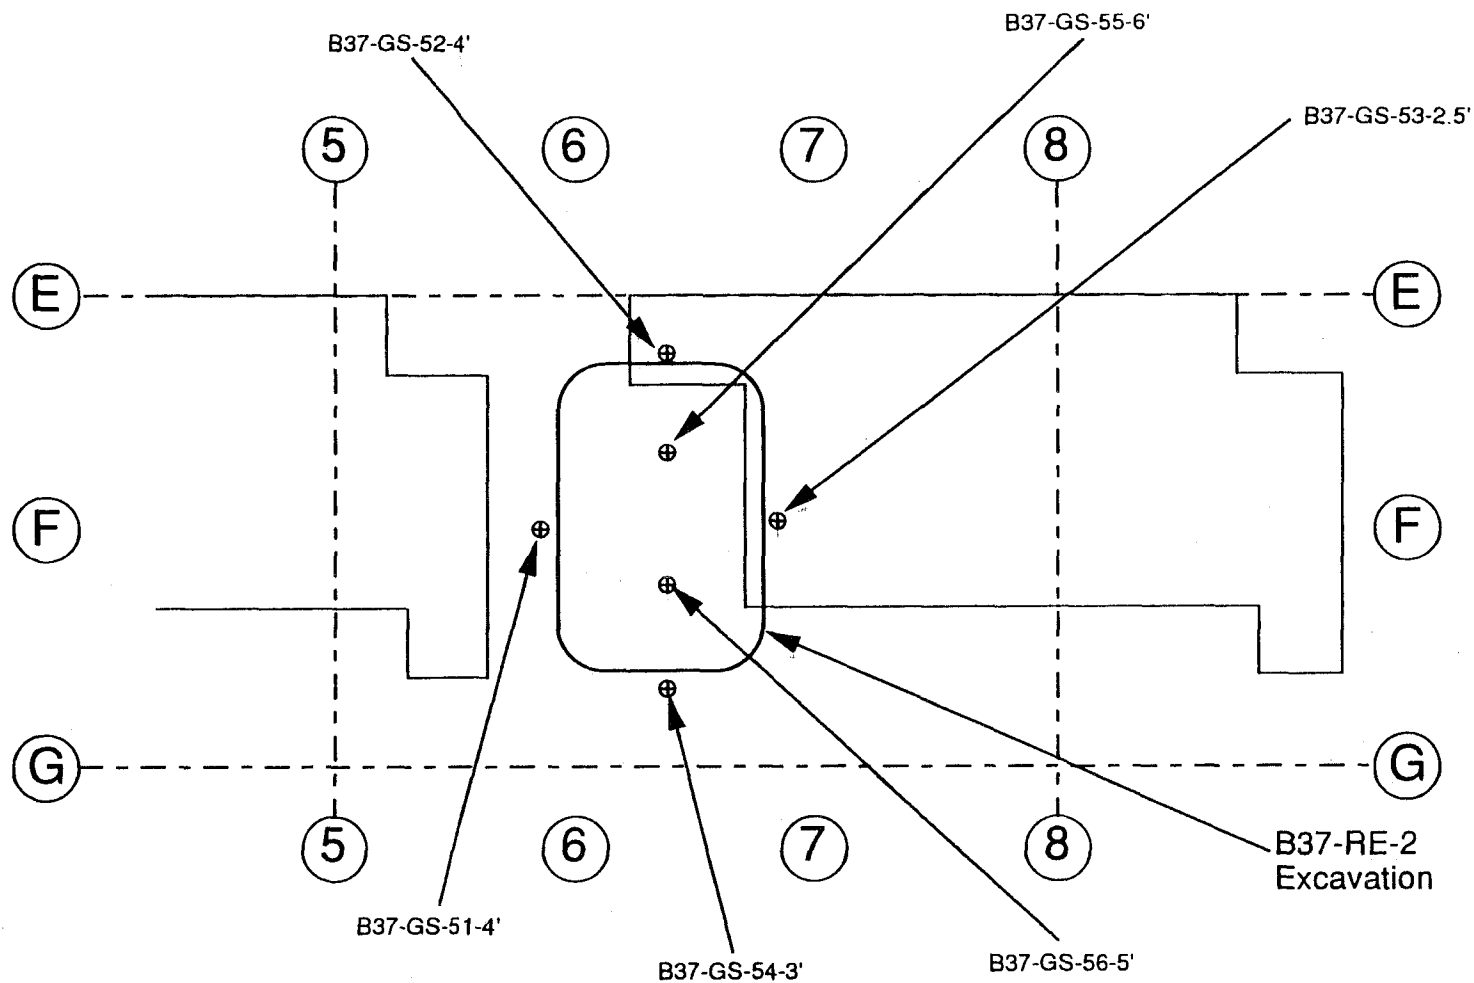 B37-GS-55-6'
B37-GS-52-4'
B37-GS-53-2.5'
5
6
7
8
E
E
F
F
G
G
5
6
7
8
B37-RE-2
Excavation
B37-GS-51-4'
B37-GS-54-3'
B37-GS-56-5'